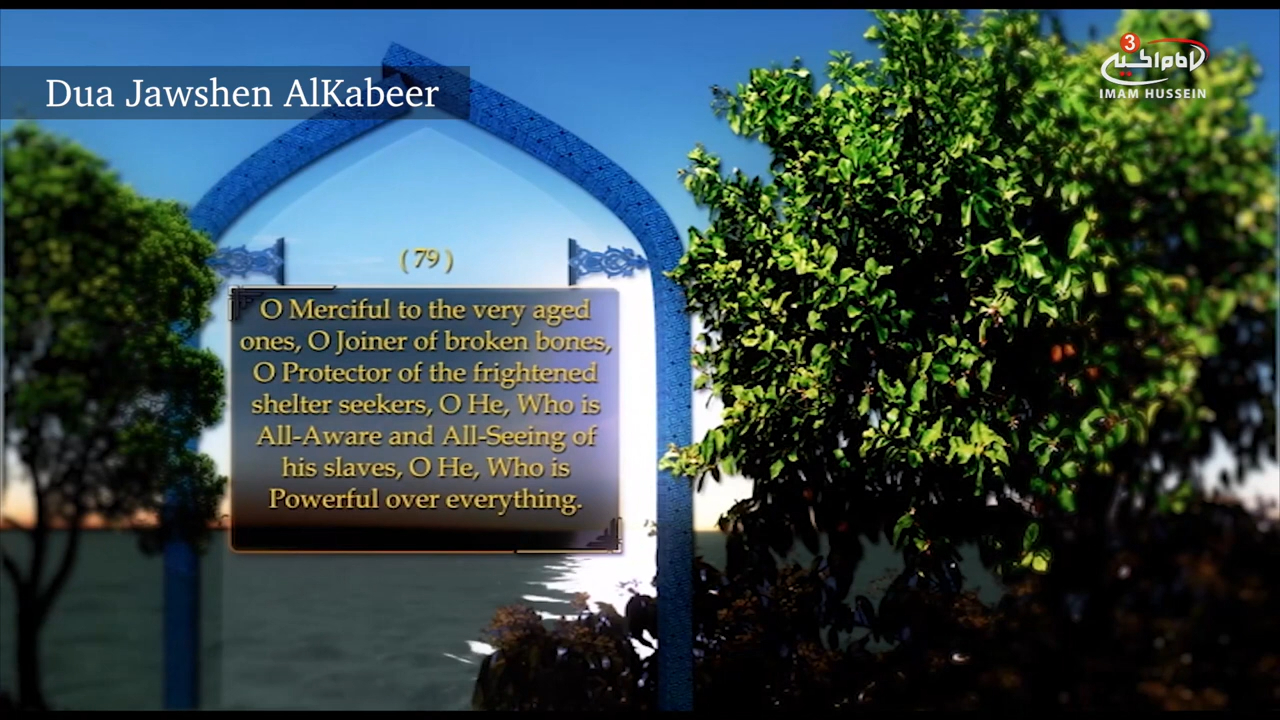 Dua Jawshen AlKabeer
3
IMAM HUSSEIN
( 79 )
O Merciful to the very aged
ones, O Joiner of broken bones,
O Protector of the frightened
shelter seekers, O He, Who is
All-Aware and All-Seeing of
his slaves, O He, Who is
Powerful over everything.